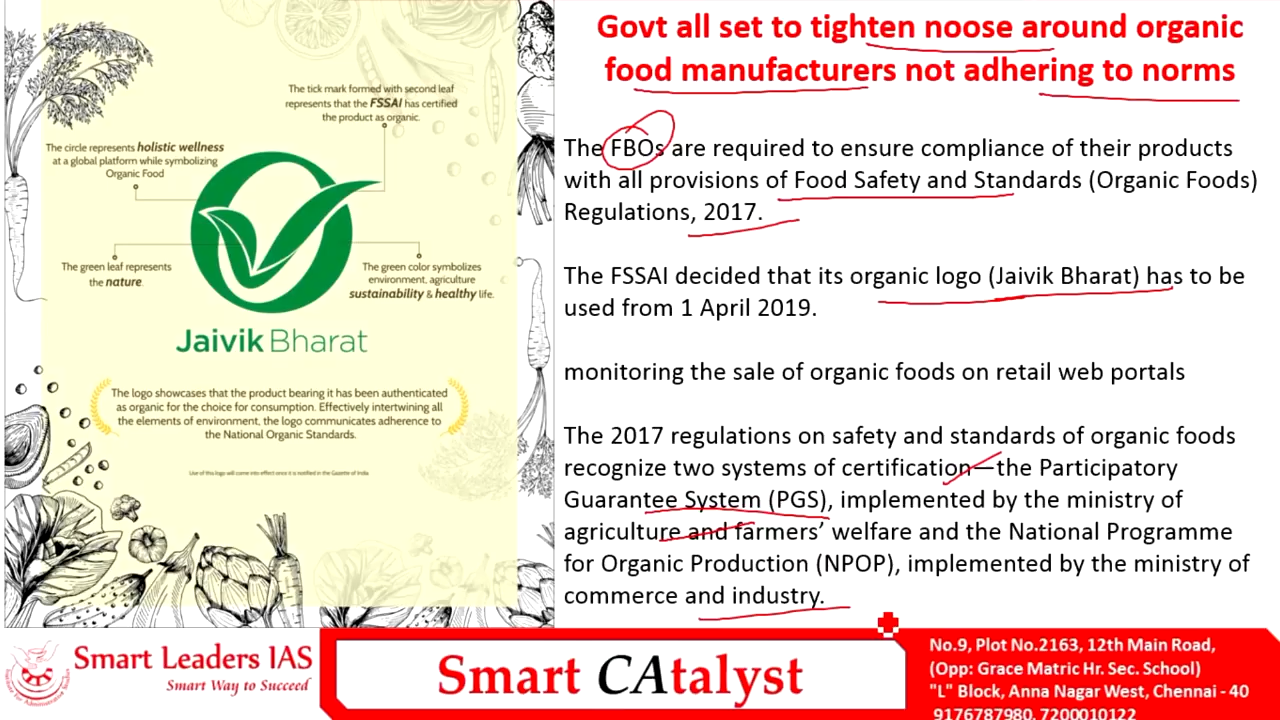 The tick mark formed with second leaf
represents that the FSSAI has certified
the product as organic.
The circle represents holistic wellness
at a global platform while symbolizing
Organic Food
The green leaf represents
the nature.
The green color symbolizes
environment, agriculture
sustainability & healthy life.
Jaivik Bharat
The logo showcases that the product bearing it has been authenticated
as organic for the choice for consumption. Effectively intertwining all
the elements of environment, the logo communicates adherence to
the National Organic Standards.
Use of this logo will come into effect once it is notified in the Gazette of India
Govt all set to tighten noose around organic
food manufacturers not adhering to norms
The FBOs are required to ensure compliance of their products
with all provisions of Food Safety and Standards (Organic Foods)
Regulations, 2017.
The FSSAI decided that its organic logo (Jaivik Bharat) has to be
used from 1 April 2019.
monitoring the sale of organic foods on retail web portals
The 2017 regulations on safety and standards of organic foods
recognize two systems of certification—the Participatory
Guarantee System (PGS), implemented by the ministry of
agriculture and farmers’ welfare and the National Programme
for Organic Production (NPOP), implemented by the ministry of
commerce and industry.
Smart Leaders IAS
Smart Way to Succeed
Smart CAtalyst
No.9, Plot No.2163, 12th Main Road,
(Opp: Grace Matric Hr. Sec. School)
"L" Block, Anna Nagar West, Chennai - 40
9176787980, 7200010122